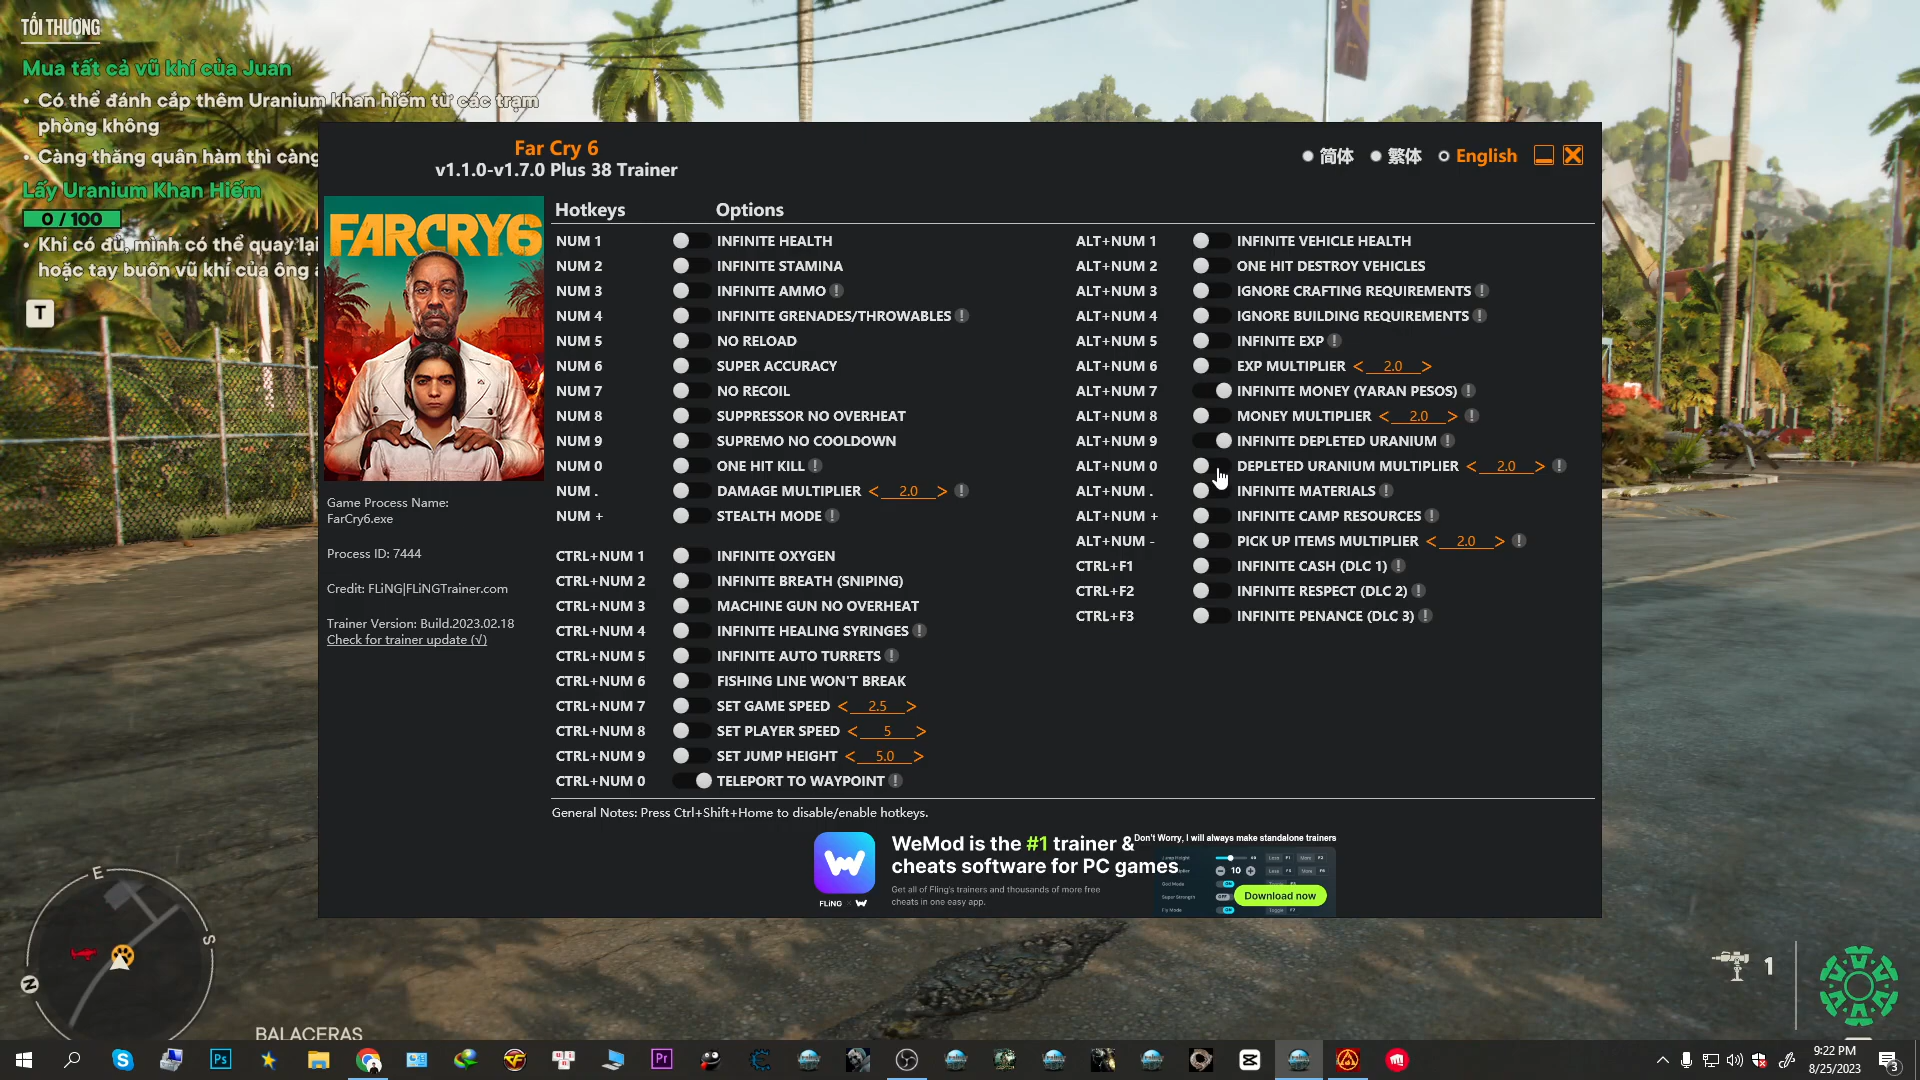 TỐI THƯỢNG
Mua tất cả vũ khí của Juan
• Có thể đánh cắp thêm Uranium khan hiếm từ các trạm
phòng không
• Càng thăng quân hàm thì càng
Lấy Uranium Khan Hiếm
0 / 100
• Khi có đủ, mình có thể quay lại
hoặc tay buôn vũ khí của ông
T
Far Cry 6
v1.1.0-v1.7.0 Plus 38 Trainer
简体
繁体
English
FARCRY6
Game Process Name:
FarCry6.exe
Process ID: 7444
Credit: FLiNG|FLiNGTrainer.com
Trainer Version: Build.2023.02.18
Check for trainer update (√)
Hotkeys Options
NUM 1 INFINITE HEALTH
NUM 2 INFINITE STAMINA
NUM 3 INFINITE AMMO !
NUM 4 INFINITE GRENADES/THROWABLES !
NUM 5 NO RELOAD
NUM 6 SUPER ACCURACY
NUM 7 NO RECOIL
NUM 8 SUPPRESSOR NO OVERHEAT
NUM 9 SUPREMO NO COOLDOWN
NUM 0 ONE HIT KILL !
NUM . DAMAGE MULTIPLIER < 2.0 > !
NUM + STEALTH MODE !
CTRL+NUM 1 INFINITE OXYGEN
CTRL+NUM 2 INFINITE BREATH (SNIPING)
CTRL+NUM 3 MACHINE GUN NO OVERHEAT
CTRL+NUM 4 INFINITE HEALING SYRINGES !
CTRL+NUM 5 INFINITE AUTO TURRETS !
CTRL+NUM 6 FISHING LINE WON'T BREAK
CTRL+NUM 7 SET GAME SPEED < 2.5 >
CTRL+NUM 8 SET PLAYER SPEED < 5 >
CTRL+NUM 9 SET JUMP HEIGHT < 5.0 >
CTRL+NUM 0 TELEPORT TO WAYPOINT !
ALT+NUM 1 INFINITE VEHICLE HEALTH
ALT+NUM 2 ONE HIT DESTROY VEHICLES
ALT+NUM 3 IGNORE CRAFTING REQUIREMENTS !
ALT+NUM 4 IGNORE BUILDING REQUIREMENTS !
ALT+NUM 5 INFINITE EXP !
ALT+NUM 6 EXP MULTIPLIER < 2.0 >
ALT+NUM 7 INFINITE MONEY (YARAN PESOS) !
ALT+NUM 8 MONEY MULTIPLIER < 2.0 > !
ALT+NUM 9 INFINITE DEPLETED URANIUM !
ALT+NUM 0 DEPLETED URANIUM MULTIPLIER < 2.0 > !
ALT+NUM . INFINITE MATERIALS !
ALT+NUM + INFINITE CAMP RESOURCES !
ALT+NUM - PICK UP ITEMS MULTIPLIER < 2.0 > !
CTRL+F1 INFINITE CASH (DLC 1) !
CTRL+F2 INFINITE RESPECT (DLC 2) !
CTRL+F3 INFINITE PENANCE (DLC 3) !
General Notes: Press Ctrl+Shift+Home to disable/enable hotkeys.
WeMod is the #1 trainer &
cheats software for PC games
Get all of Fling's trainers and thousands of more free
cheats in one easy app.
FLiNG
Don't Worry, I will always make standalone trainers
10
Download now
E
S
Z
BALACERAS
1
Ps
Pr
9:22 PM
8/25/2023
3